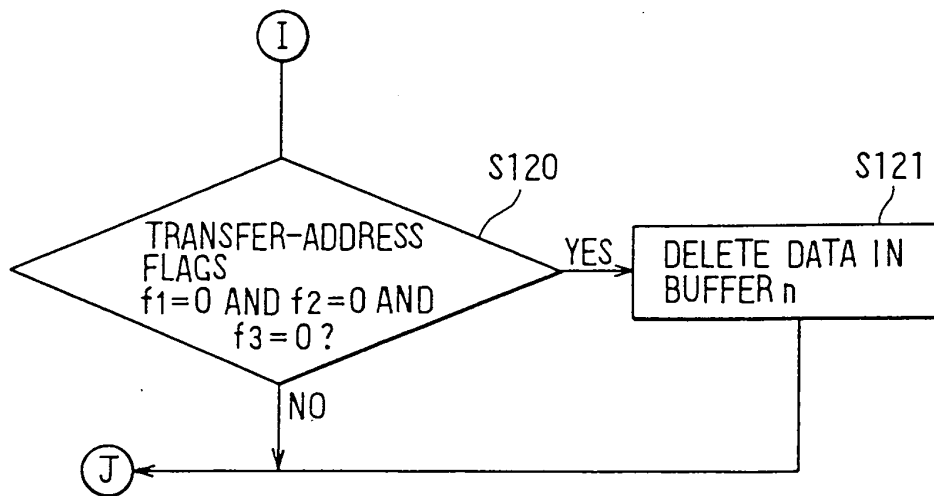 I
S120
S121
TRANSFER-ADDRESS
FLAGS
f1=0 AND f2=0 AND
f3=0?
YES
DELETE DATA IN
BUFFER n
NO
J